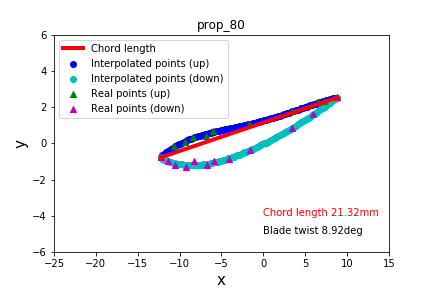 prop_80
Chord length
Interpolated points (up)
Interpolated points (down)
Real points (up)
Real points (down)
6
4
2
0
−2
−4
−6
y
Chord length 21.32mm
Blade twist 8.92deg
−25
−20
−15
−10
−5
0
5
10
15
x